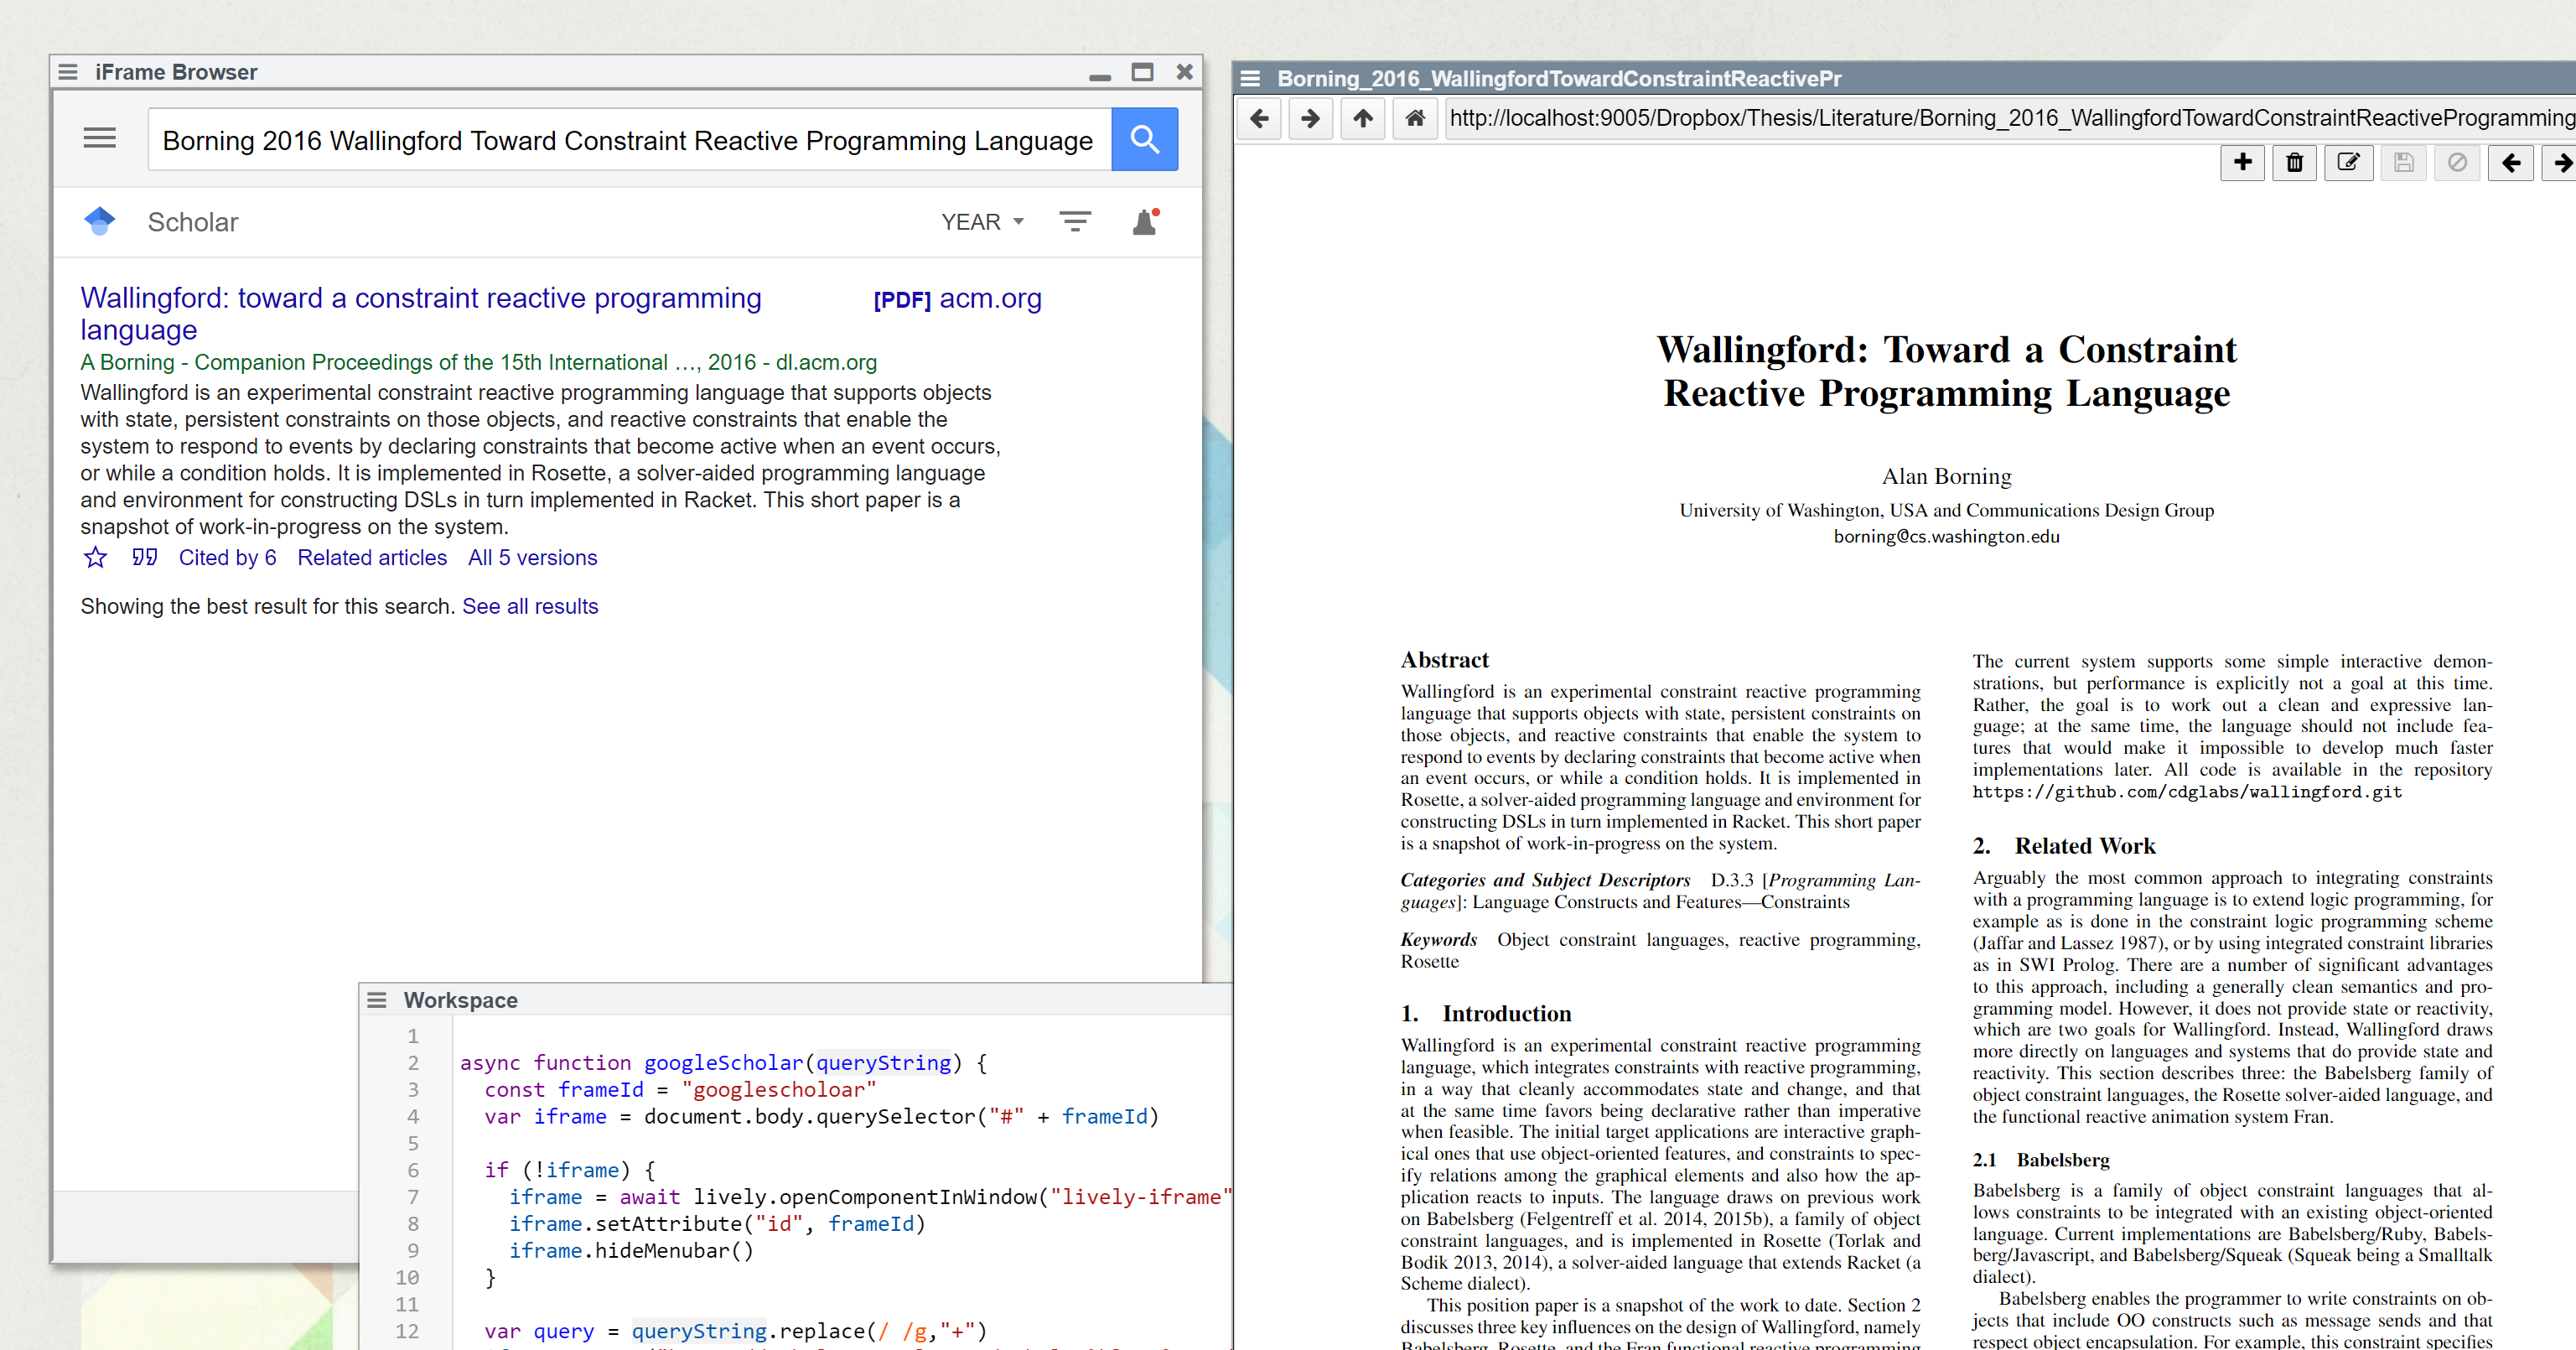 iFrame Browser
Borning 2016 Wallingford Toward Constraint Reactive Programming Language
Scholar
YEAR
Wallingford: toward a constraint reactive programming
language
[PDF] acm.org
A Borning - Companion Proceedings of the 15th International …, 2016 - dl.acm.org
Wallingford is an experimental constraint reactive programming language that supports objects
with state, persistent constraints on those objects, and reactive constraints that enable the
system to respond to events by declaring constraints that become active when an event occurs,
or while a condition holds. It is implemented in Rosette, a solver-aided programming language
and environment for constructing DSLs in turn implemented in Racket. This short paper is a
snapshot of work-in-progress on the system.
Cited by 6 Related articles All 5 versions
Showing the best result for this search. See all results
Workspace
1
2 async function googleScholar(queryString) {
3 const frameId = "googlescholoar"
4 var iframe = document.body.querySelector("#" + frameId)
5
6 if (!iframe) {
7 iframe = await lively.openComponentInWindow("lively-iframe"
8 iframe.setAttribute("id", frameId)
9 iframe.hideMenubar()
10 }
11
12 var query = queryString.replace(/ /g,"+")
Borning_2016_WallingfordTowardConstraintReactivePr
http://localhost:9005/Dropbox/Thesis/Literature/Borning_2016_WallingfordTowardConstraintReactiveProgramming
Wallingford: Toward a Constraint
Reactive Programming Language
Alan Borning
University of Washington, USA and Communications Design Group
borning@cs.washington.edu
Abstract
Wallingford is an experimental constraint reactive programming
language that supports objects with state, persistent constraints on
those objects, and reactive constraints that enable the system to
respond to events by declaring constraints that become active when
an event occurs, or while a condition holds. It is implemented in
Rosette, a solver-aided programming language and environment for
constructing DSLs in turn implemented in Racket. This short paper
is a snapshot of work-in-progress on the system.
Categories and Subject Descriptors D.3.3 [Programming Lan-
guages]: Language Constructs and Features—Constraints
Keywords Object constraint languages, reactive programming,
Rosette
1. Introduction
Wallingford is an experimental constraint reactive programming
language, which integrates constraints with reactive programming,
in a way that cleanly accommodates state and change, and that
at the same time favors being declarative rather than imperative
when feasible. The initial target applications are interactive graph-
ical ones that use object-oriented features, and constraints to spec-
ify relations among the graphical elements and also how the ap-
plication reacts to inputs. The language draws on previous work
on Babelsberg (Felgentreff et al. 2014, 2015b), a family of object
constraint languages, and is implemented in Rosette (Torlak and
Bodik 2013, 2014), a solver-aided language that extends Racket (a
Scheme dialect).
This position paper is a snapshot of the work to date. Section 2
discusses three key influences on the design of Wallingford, namely
Babelsberg, Rosette, and the Fran functional reactive programming
The current system supports some simple interactive demon-
strations, but performance is explicitly not a goal at this time.
Rather, the goal is to work out a clean and expressive lan-
guage; at the same time, the language should not include fea-
tures that would make it impossible to develop much faster
implementations later. All code is available in the repository
https://github.com/cdglabs/wallingford.git
2. Related Work
Arguably the most common approach to integrating constraints
with a programming language is to extend logic programming, for
example as is done in the constraint logic programming scheme
(Jaffar and Lassez 1987), or by using integrated constraint libraries
as in SWI Prolog. There are a number of significant advantages
to this approach, including a generally clean semantics and pro-
gramming model. However, it does not provide state or reactivity,
which are two goals for Wallingford. Instead, Wallingford draws
more directly on languages and systems that do provide state and
reactivity. This section describes three: the Babelsberg family of
object constraint languages, the Rosette solver-aided language, and
the functional reactive animation system Fran.
2.1 Babelsberg
Babelsberg is a family of object constraint languages that al-
lows constraints to be integrated with an existing object-oriented
language. Current implementations are Babelsberg/Ruby, Babels-
berg/Javascript, and Babelsberg/Squeak (Squeak being a Smalltalk
dialect).
Babelsberg enables the programmer to write constraints on ob-
jects that include OO constructs such as message sends and that
respect object encapsulation. For example, this constraint specifies